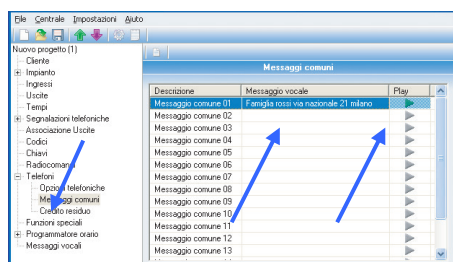 File Centrale Impostazioni Aiuto
Nuovo progetto (1)
Cliente
Impianto
Ingressi
Uscite
Tempi
Segnalazioni telefoniche
Associazione Uscite
Codici
Chiavi
Radiocomandi
Telefoni
Opzioni telefoniche
Messaggi comuni
Credito residuo
Funzioni speciali
Programmatore orario
Messaggi vocali
Messaggi comuni
Descrizione Messaggio vocale Play
Messaggio comune 01 Famiglia rossi via nazionale 21 milano
Messaggio comune 02
Messaggio comune 03
Messaggio comune 04
Messaggio comune 05
Messaggio comune 06
Messaggio comune 07
Messaggio comune 08
Messaggio comune 09
Messaggio comune 10
Messaggio comune 11
Messaggio comune 12
Messaggio comune 13